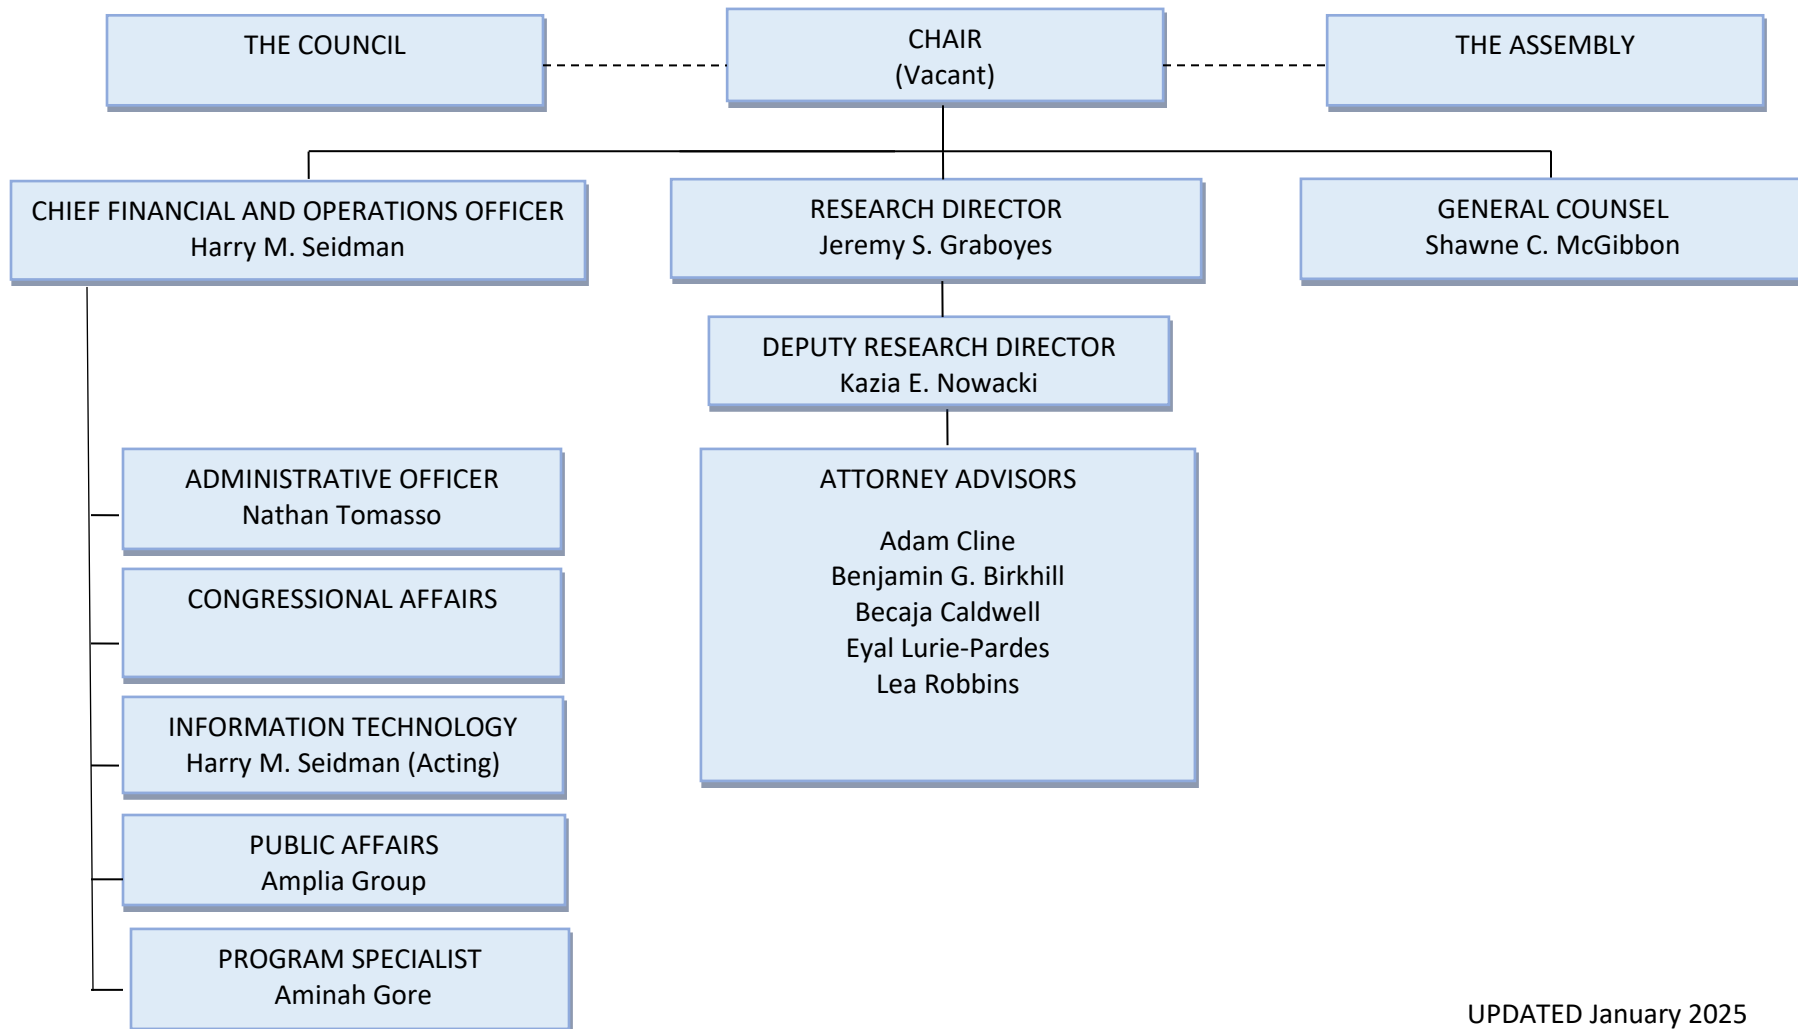 THE COUNCIL
CHAIR
(Vacant)
THE ASSEMBLY
CHIEF FINANCIAL AND OPERATIONS OFFICER
Harry M. Seidman
RESEARCH DIRECTOR
Jeremy S. Graboyes
GENERAL COUNSEL
Shawne C. McGibbon
DEPUTY RESEARCH DIRECTOR
Kazia E. Nowacki
ADMINISTRATIVE OFFICER
Nathan Tomasso
CONGRESSIONAL AFFAIRS
INFORMATION TECHNOLOGY
Harry M. Seidman (Acting)
PUBLIC AFFAIRS
Amplia Group
PROGRAM SPECIALIST
Aminah Gore
ATTORNEY ADVISORS
Adam Cline
Benjamin G. Birkhill
Becaja Caldwell
Eyal Lurie-Pardes
Lea Robbins
UPDATED January 2025